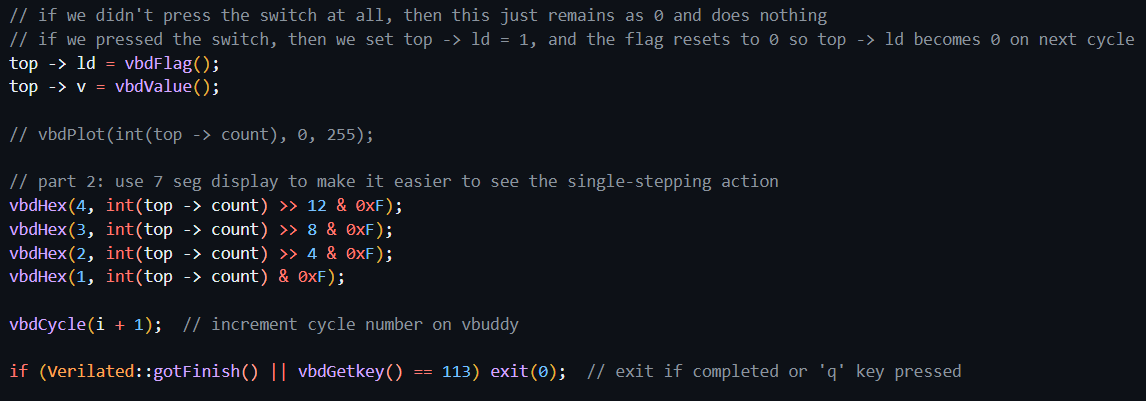 // if we didn't press the switch at all, then this just remains as 0 and does nothing
// if we pressed the switch, then we set top -> ld = 1, and the flag resets to 0 so top -> ld becomes 0 on next cycle
top -> ld = vbdFlag();
top -> v = vbdValue();
// vbdPlot(int(top -> count), 0, 255);
// part 2: use 7 seg display to make it easier to see the single-stepping action
vbdHex(4, int(top -> count) >> 12 & 0xF);
vbdHex(3, int(top -> count) >> 8 & 0xF);
vbdHex(2, int(top -> count) >> 4 & 0xF);
vbdHex(1, int(top -> count) & 0xF);
vbdCycle(i + 1);  // increment cycle number on vbuddy
if (Verilated::gotFinish() || vbdGetkey() == 113) exit(0);  // exit if completed or 'q' key pressed